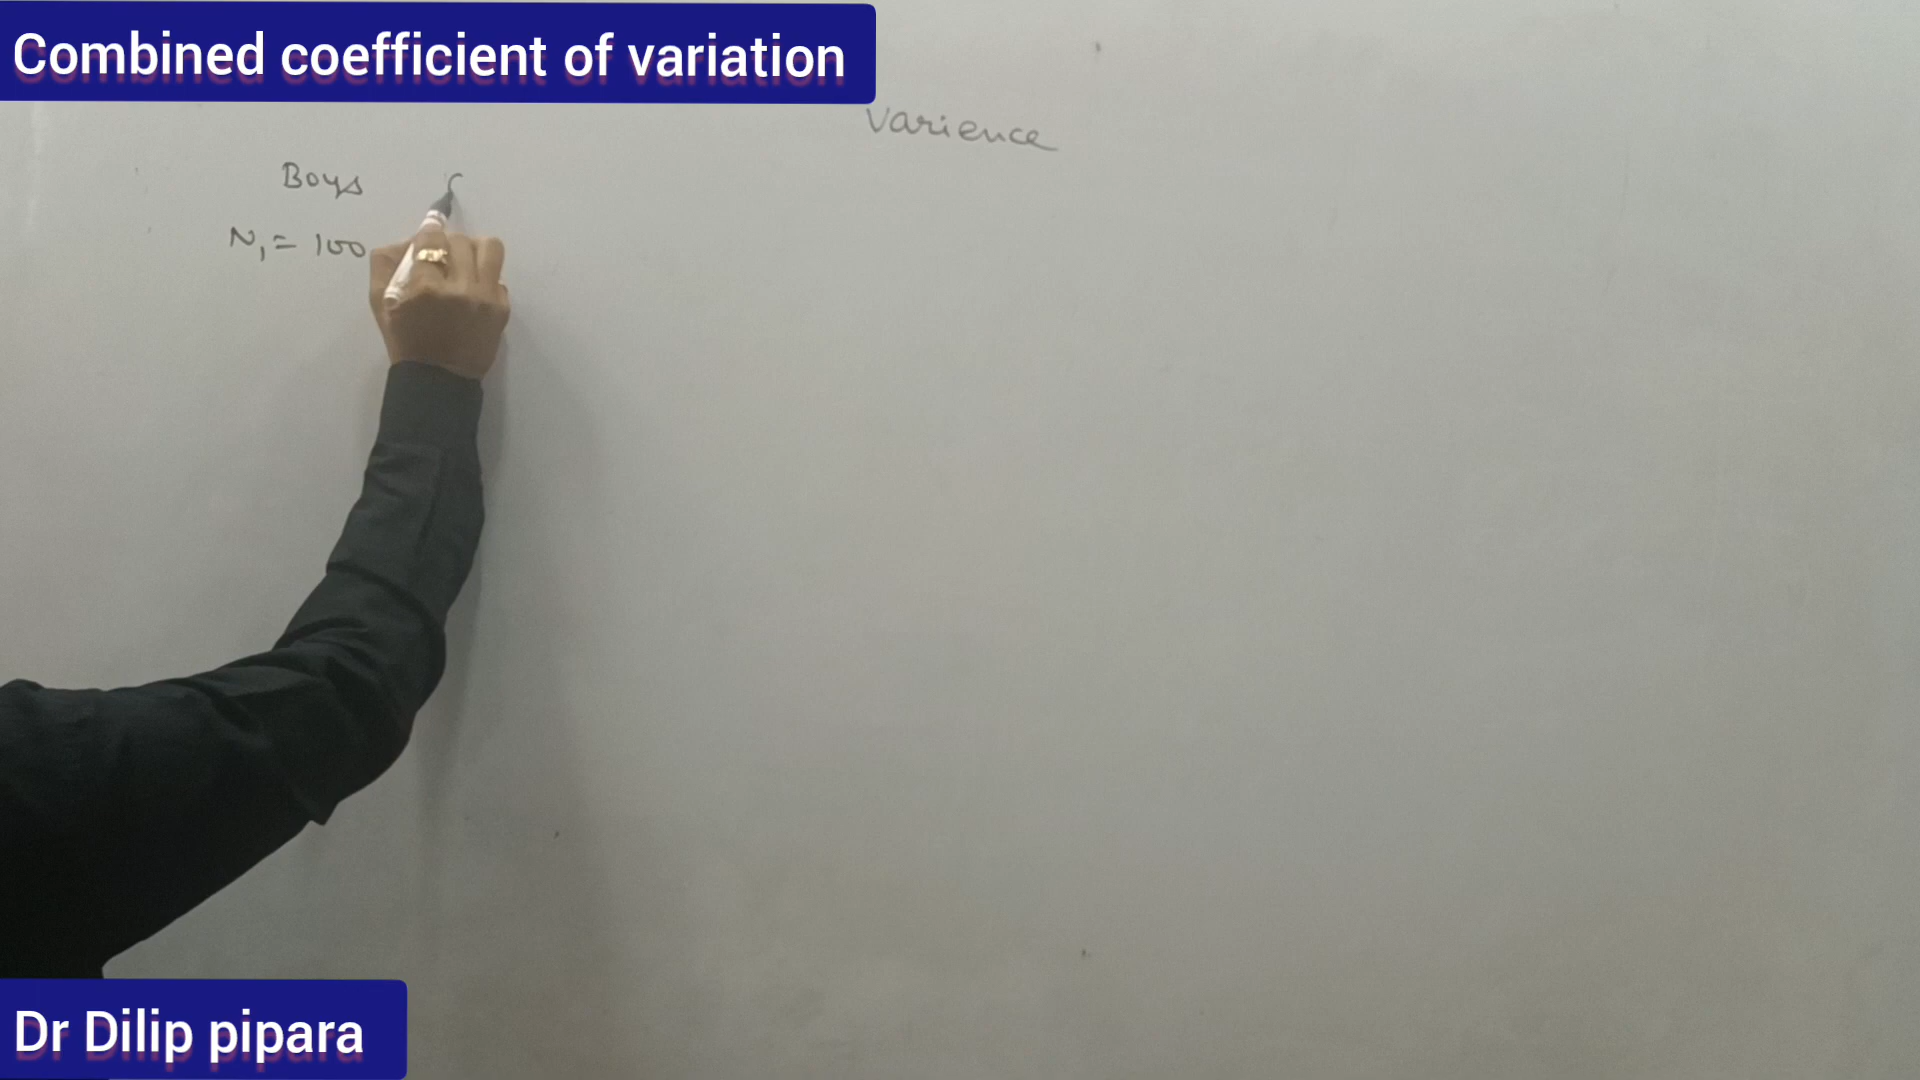 Combined coefficient of variation
Varience
Boys
N₁ = 100
Dr Dilip pipara